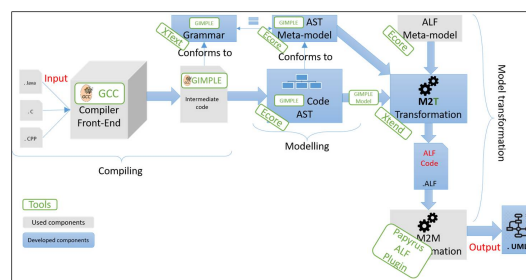 GIMPLE
Grammar
Xtext
Conforms to
GIMPLE AST
Meta-model
Ecore
Conforms to
ALF
Meta-model
Ecore
. Java
. C
. CPP
Input
GCC
Compiler
Front-End
GIMPLE
Intermediate
code
GIMPLE Code
AST
Ecore
GIMPLE
Model
M2T
Transformation
Xtend
Model transformation
Compiling
Modelling
ALF
Code
.ALF
M2M
Papyrus
ALF
Plugin
Output
. UML
Tools
Used components
Developed components